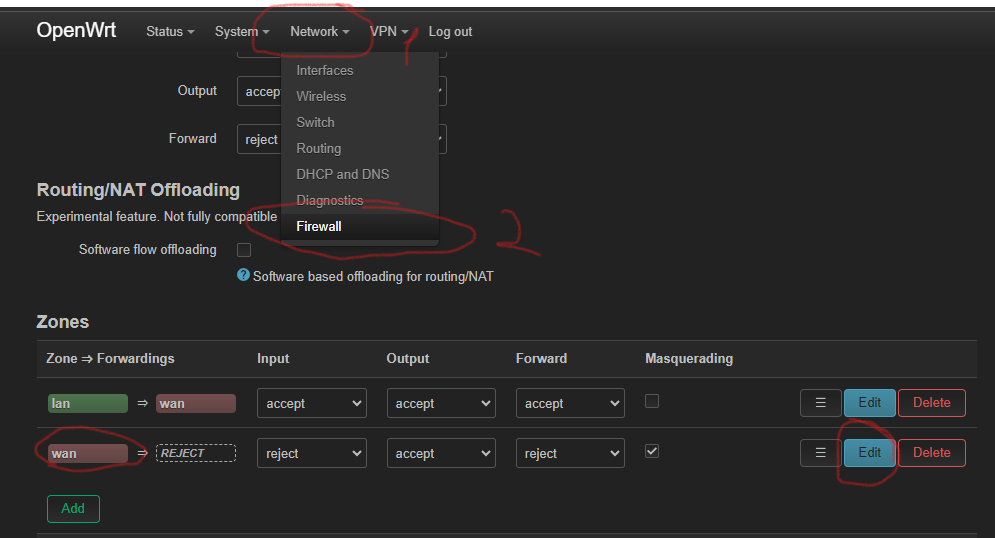 OpenWrt Status System Network VPN Log out
1
Interfaces
Output accep
Wireless
Switch
Forward reject
Routing
DHCP and DNS
Routing/NAT Offloading
Diagnostics
Experimental feature. Not fully compatible
Firewall
2
Software flow offloading
Software based offloading for routing/NAT
Zones
Zone ⇒ Forwardings Input Output Forward Masquerading
lan ⇒ wan accept accept accept ☰ Edit Delete
wan ⇒ REJECT reject accept reject ☰ Edit Delete
Add